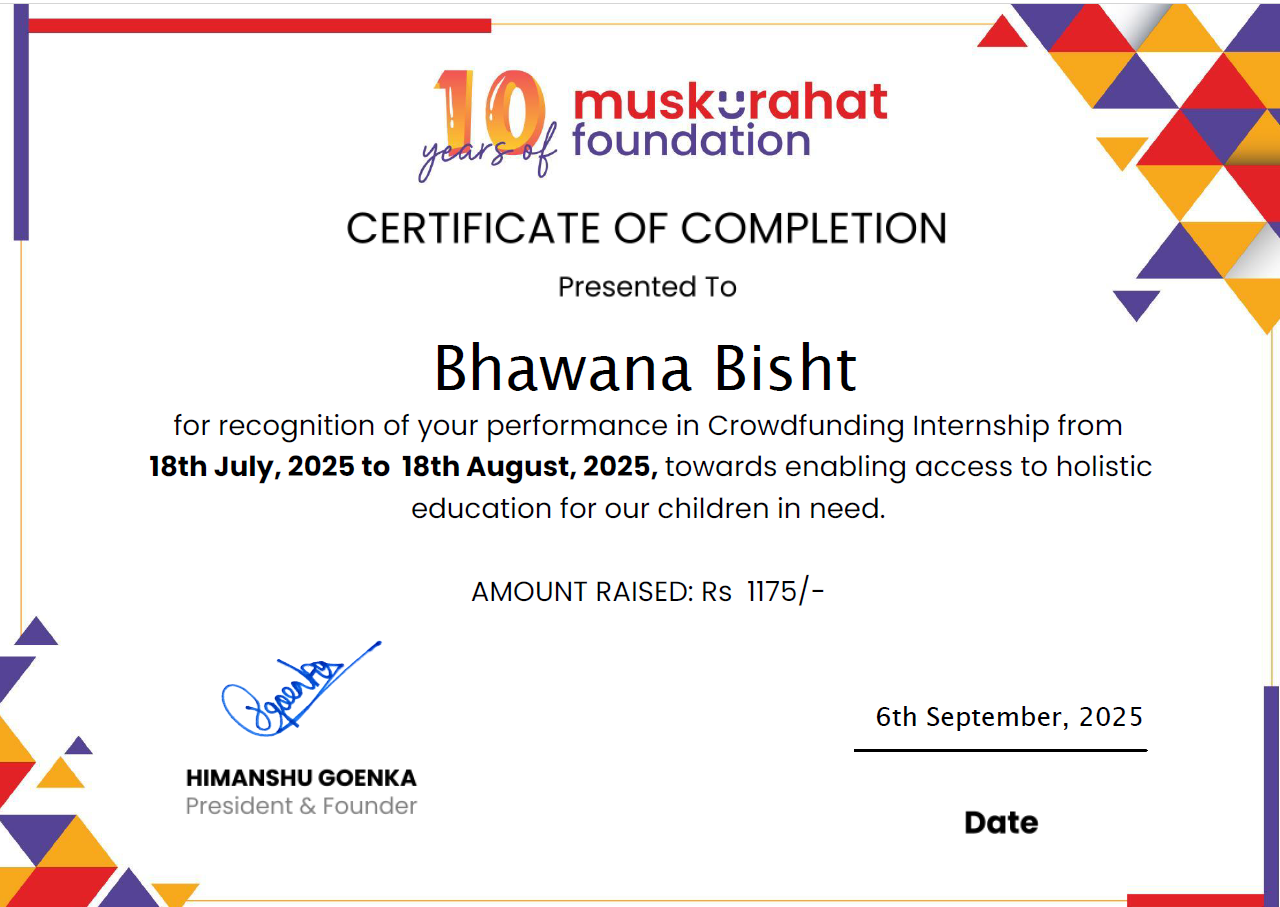 10
years of
muskurahat
foundation
CERTIFICATE OF COMPLETION
Presented To
Bhawana Bisht
for recognition of your performance in Crowdfunding Internship from
18th July, 2025 to 18th August, 2025, towards enabling access to holistic
education for our children in need.
AMOUNT RAISED: Rs 1175/-
Goenka
6th September, 2025
HIMANSHU GOENKA
President & Founder
Date